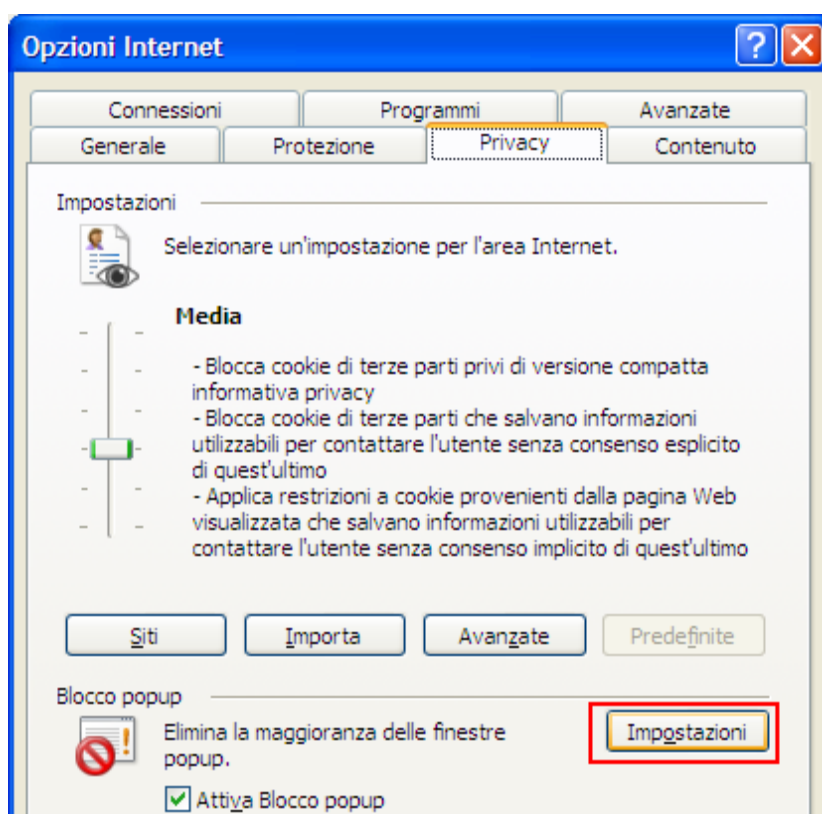 Opzioni Internet
?
Connessioni Programmi Avanzate
Generale Protezione Privacy Contenuto
Impostazioni
Selezionare un'impostazione per l'area Internet.
Media
- Blocca cookie di terze parti privi di versione compatta
informativa privacy
- Blocca cookie di terze parti che salvano informazioni
utilizzabili per contattare l'utente senza consenso esplicito
di quest'ultimo
- Applica restrizioni a cookie provenienti dalla pagina Web
visualizzata che salvano informazioni utilizzabili per
contattare l'utente senza consenso implicito di quest'ultimo
Siti Importa Avanzate Predefinite
Blocco popup
Elimina la maggioranza delle finestre
popup.
Impostazioni
Attiva Blocco popup